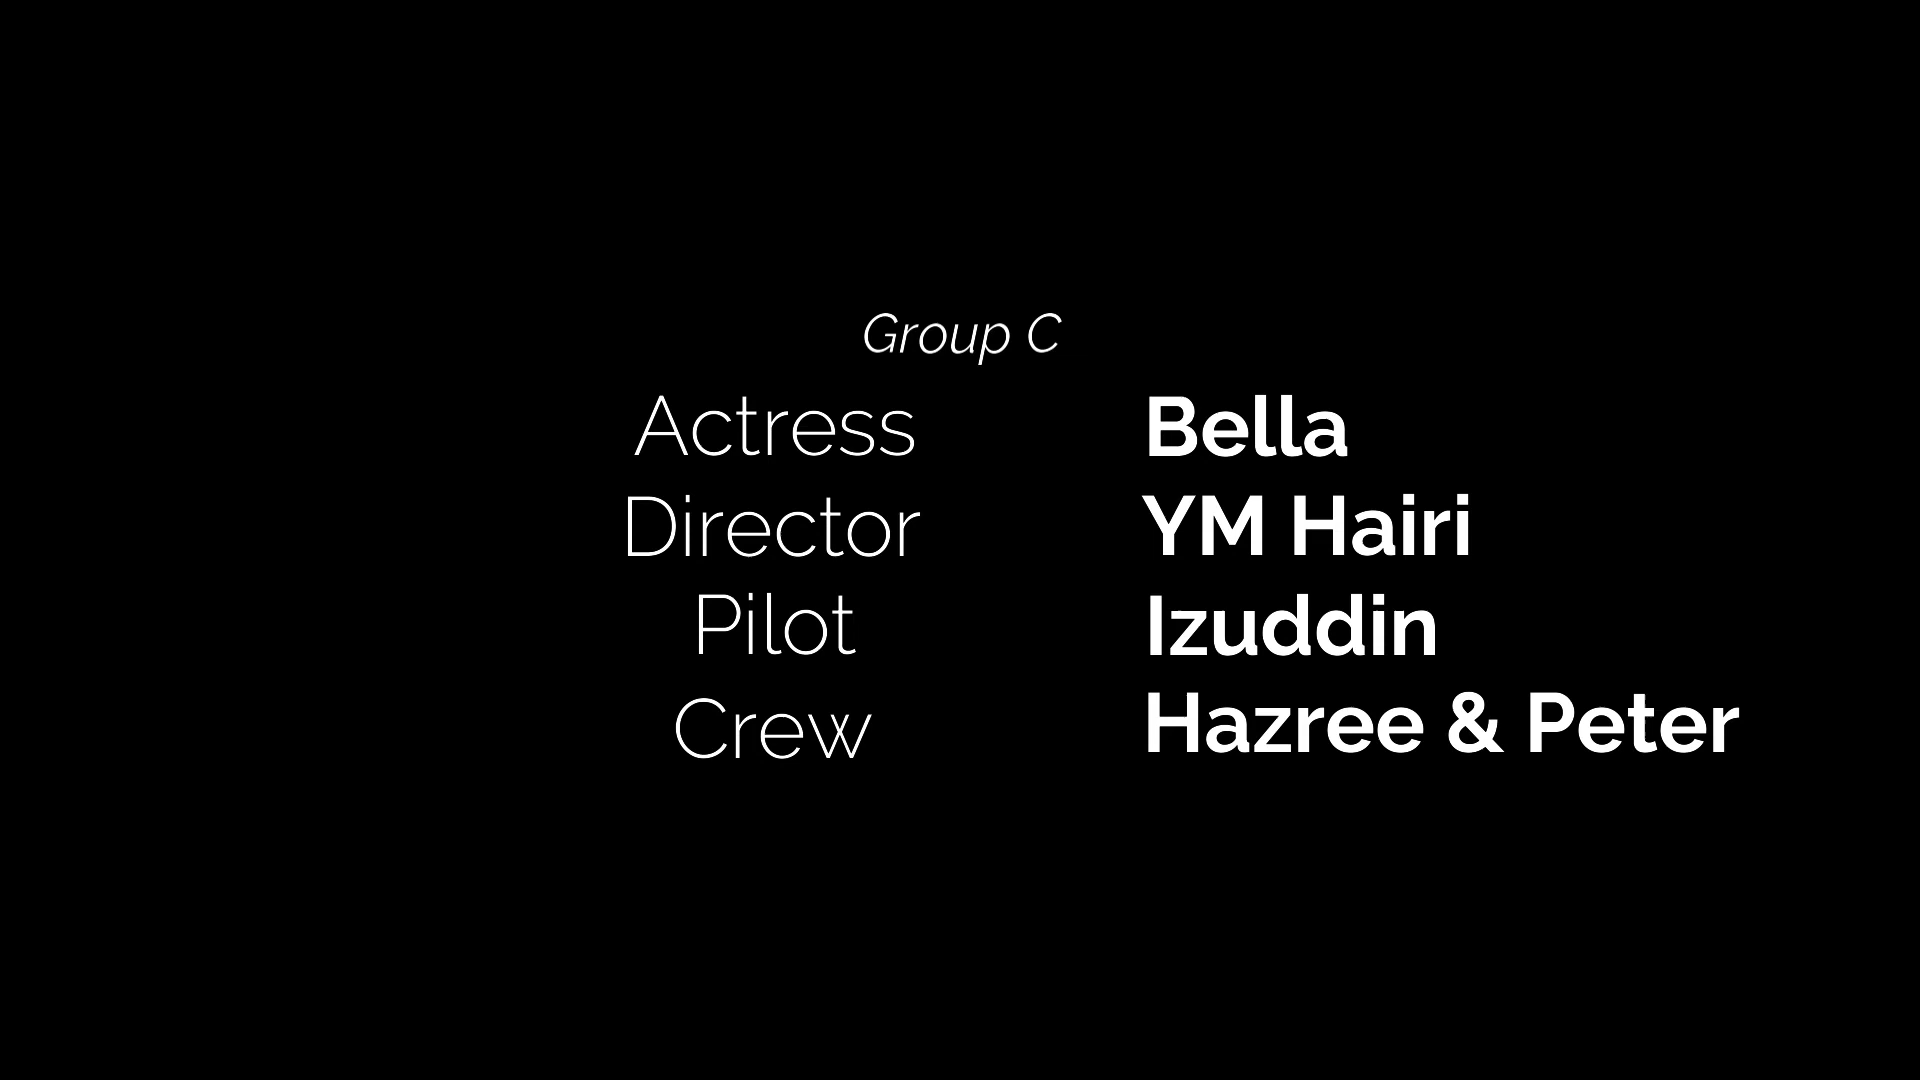 Group C
Actress Bella
Director YM Hairi
Pilot Izuddin
Crew Hazree & Peter